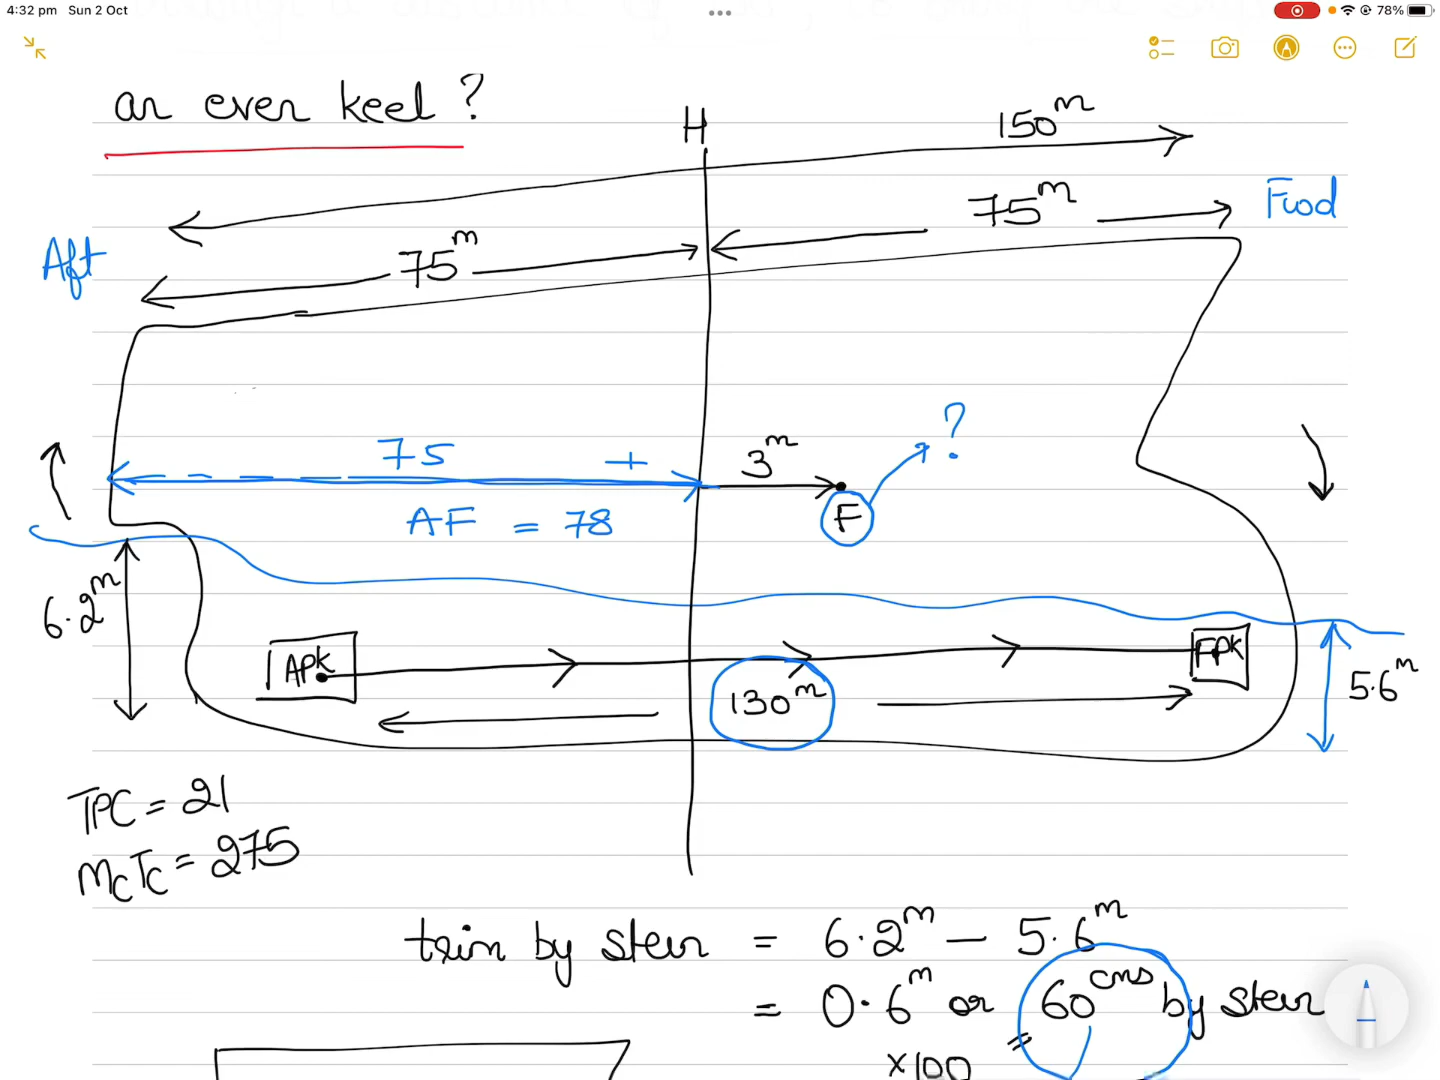 4:32 pm Sun 2 Oct
78%
an even keel ?
H
150m
75m
Fwd
Aft
75m
75 +
3m
?
AF = 78
F
6.2m
APK
FPK
130m
5.6m
TPC = 21
MCTC = 275
trim by stern = 6.2m - 5.6m
= 0.6m or 60cms by stern
×100 =